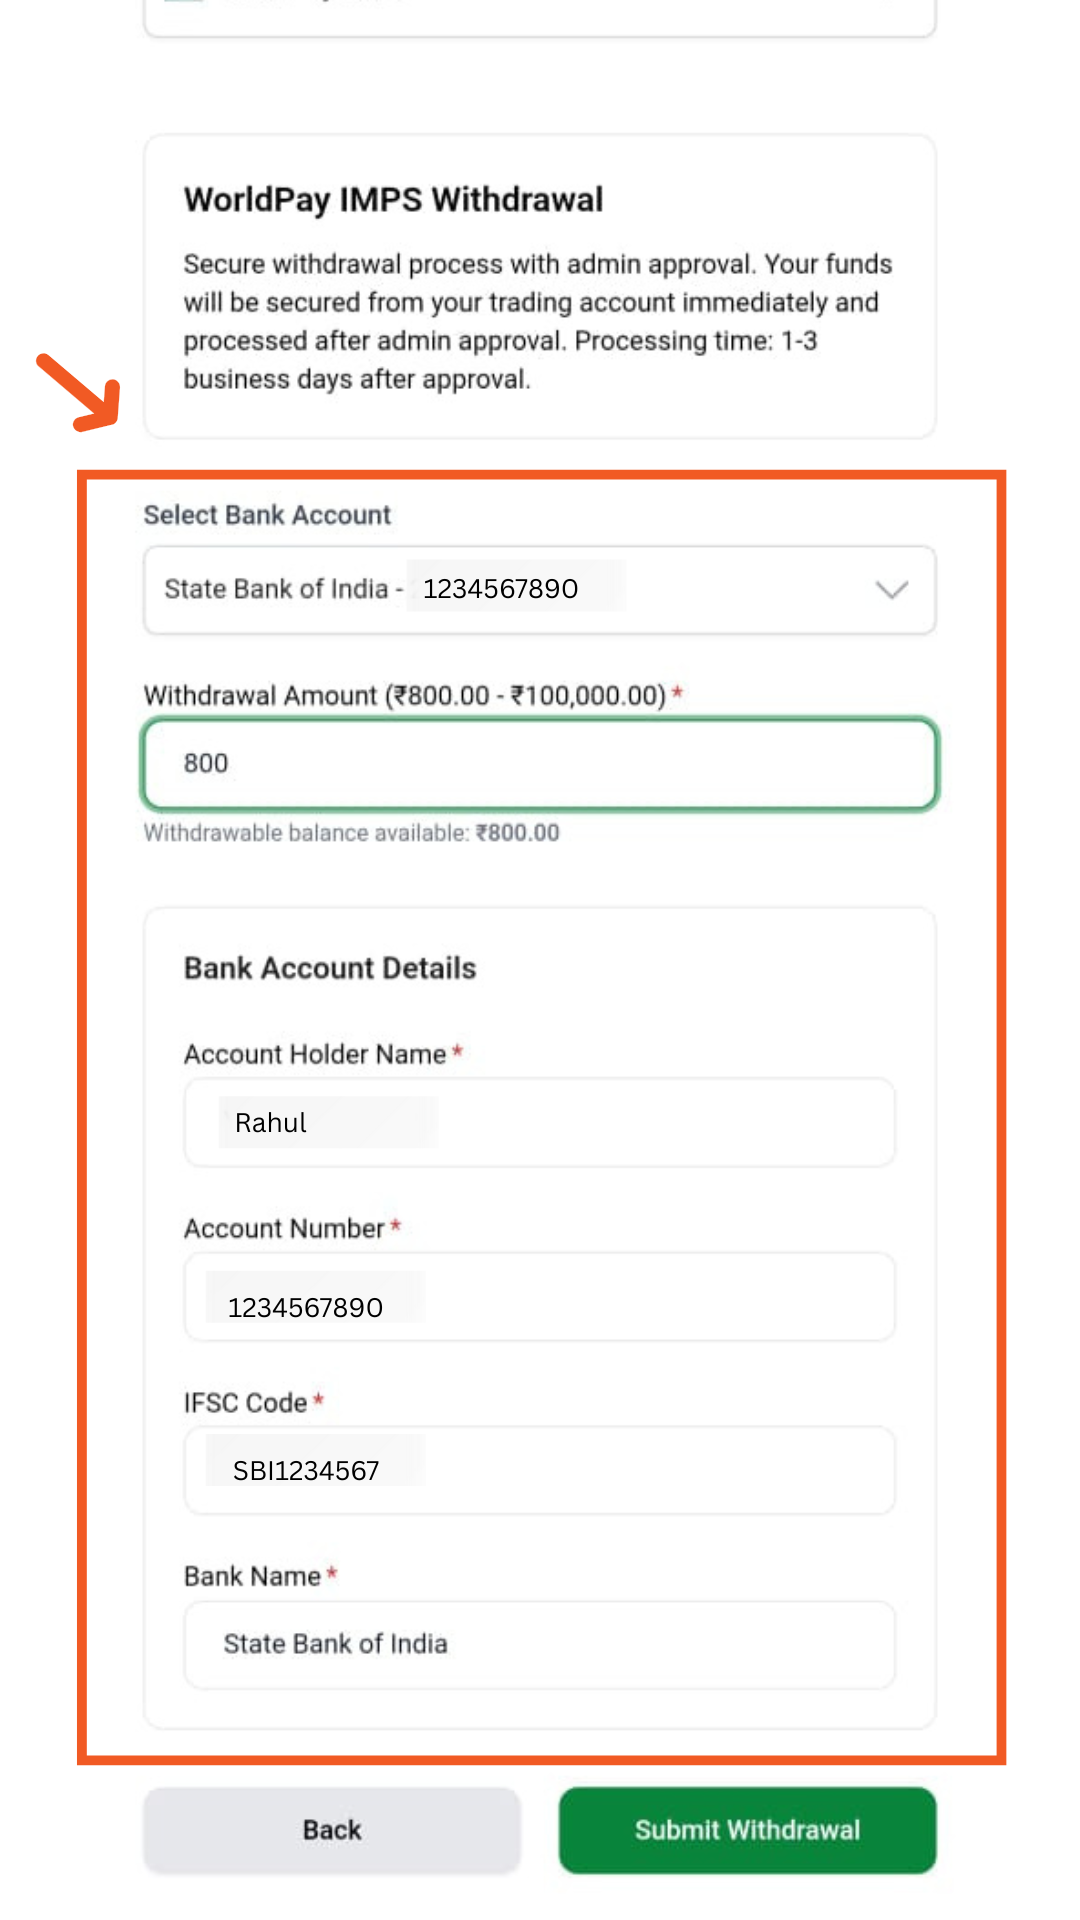 WorldPay IMPS Withdrawal
Secure withdrawal process with admin approval. Your funds
will be secured from your trading account immediately and
processed after admin approval. Processing time: 1-3
business days after approval.
Select Bank Account
State Bank of India - 1234567890
Withdrawal Amount (₹800.00 - ₹100,000.00) *
800
Withdrawable balance available: ₹800.00
Bank Account Details
Account Holder Name *
Rahul
Account Number *
1234567890
IFSC Code *
SBI1234567
Bank Name *
State Bank of India
Back
Submit Withdrawal